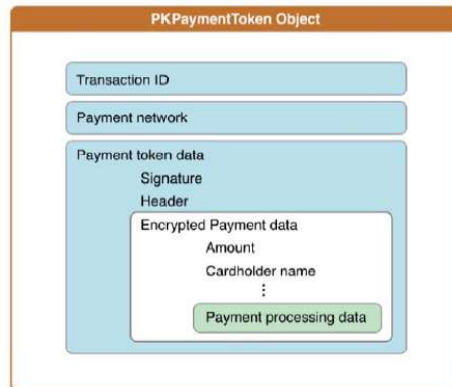 PKPaymentToken Object
Transaction ID
Payment network
Payment token data
Signature
Header
Encrypted Payment data
Amount
Cardholder name
⋮
Payment processing data